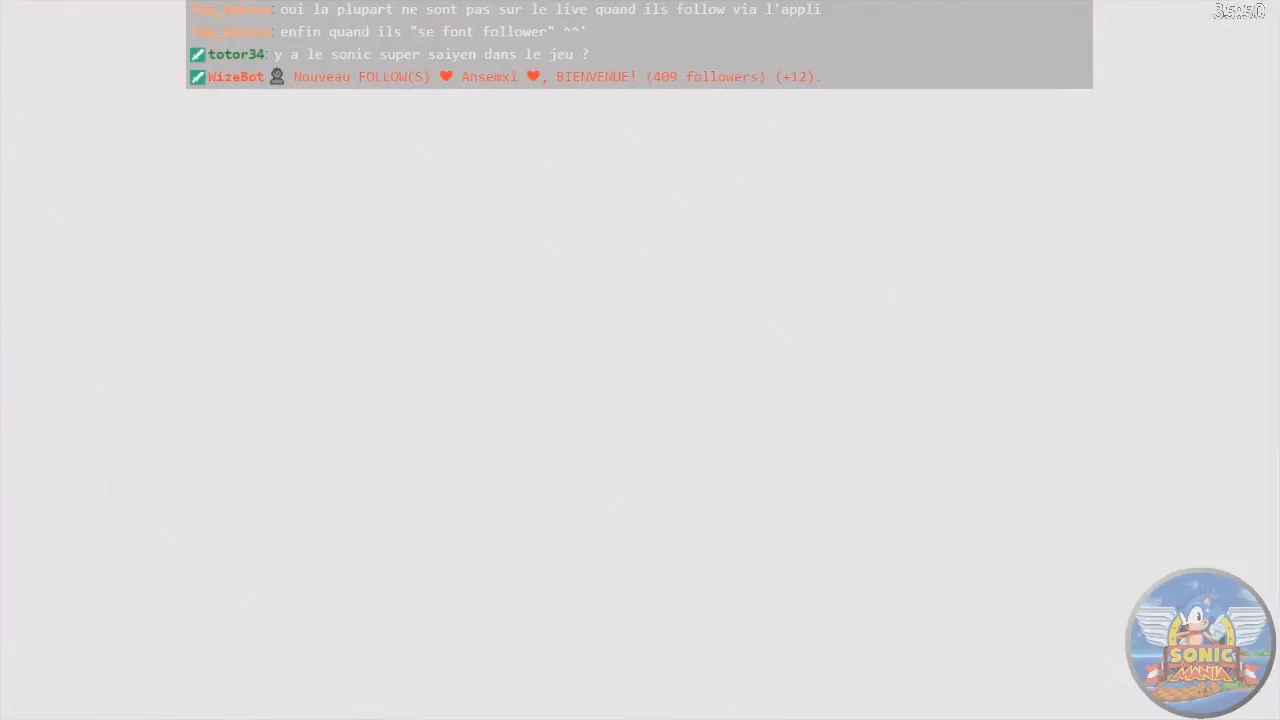 oui la plupart ne sont pas sur le live quand ils follow via l'appli
enfin quand ils "se font follower" ^^'
totor34: y a le sonic super saiyen dans le jeu ?
WizeBot Nouveau FOLLOW(S) ♥ Ansemxi ♥, BIENVENUE! (409 followers) (+12).
SONIC
MANIA